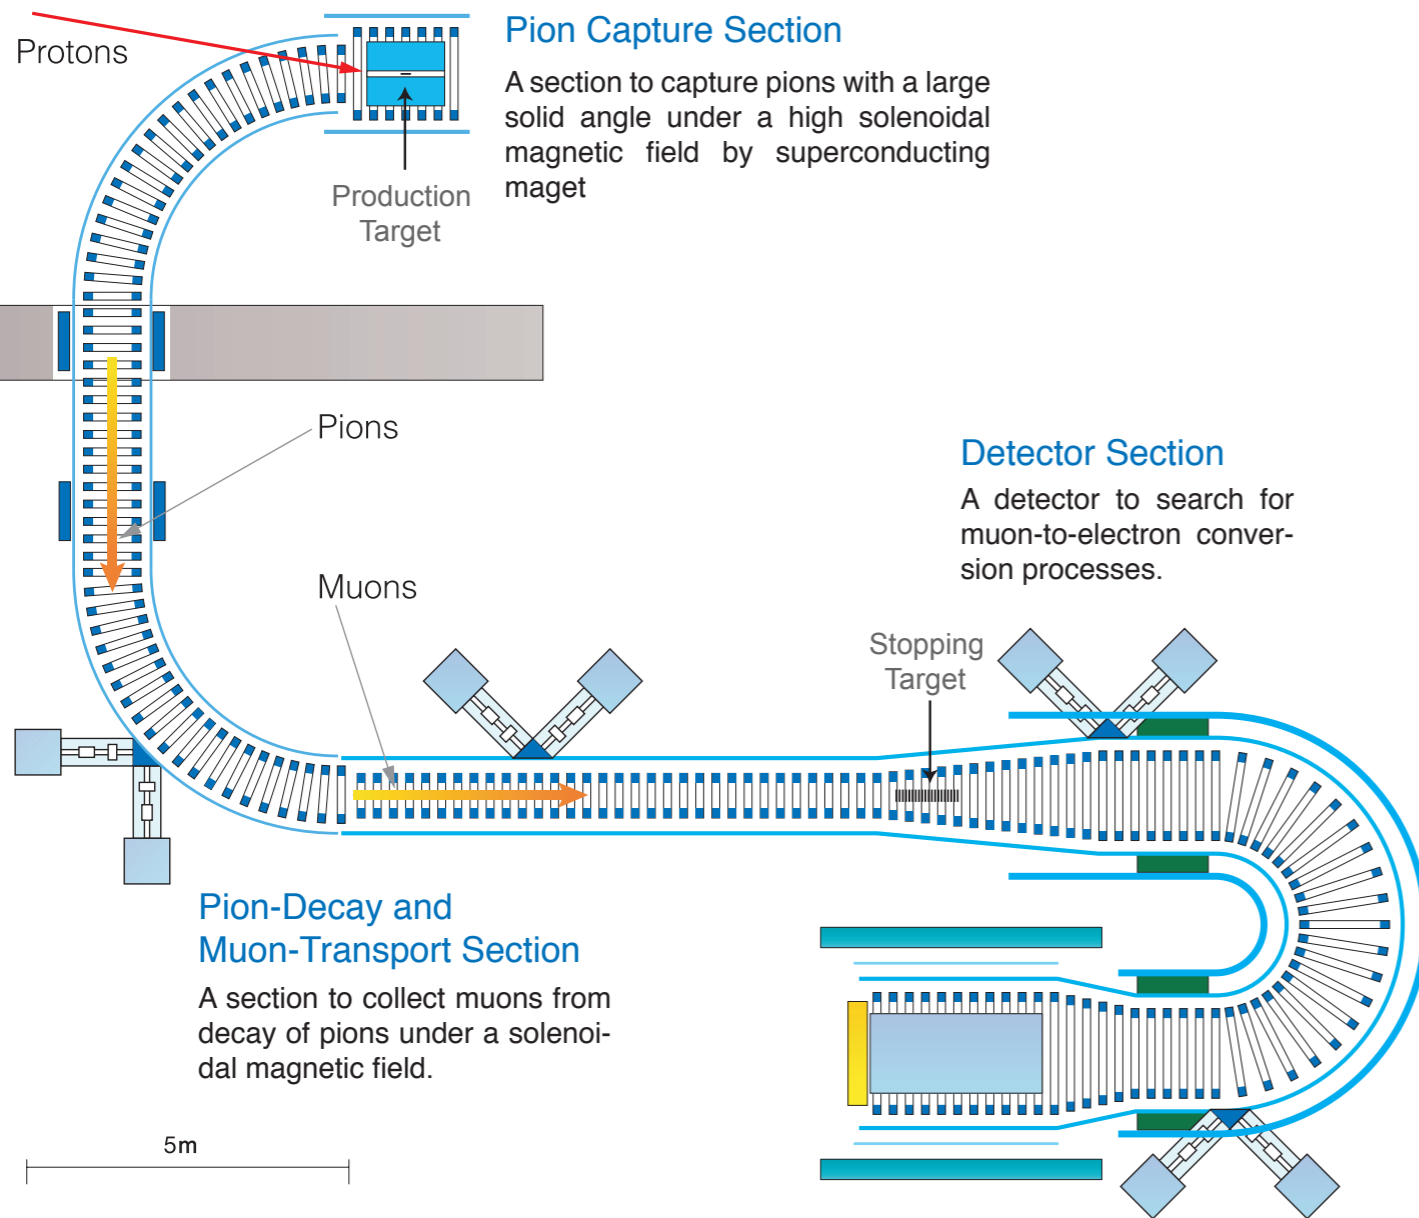 Protons
Pion Capture Section
A section to capture pions with a large
solid angle under a high solenoidal
magnetic field by superconducting
maget
Production
Target
Pions
Muons
Detector Section
A detector to search for
muon-to-electron conver-
sion processes.
Stopping
Target
Pion-Decay and
Muon-Transport Section
A section to collect muons from
decay of pions under a solenoi-
dal magnetic field.
5m